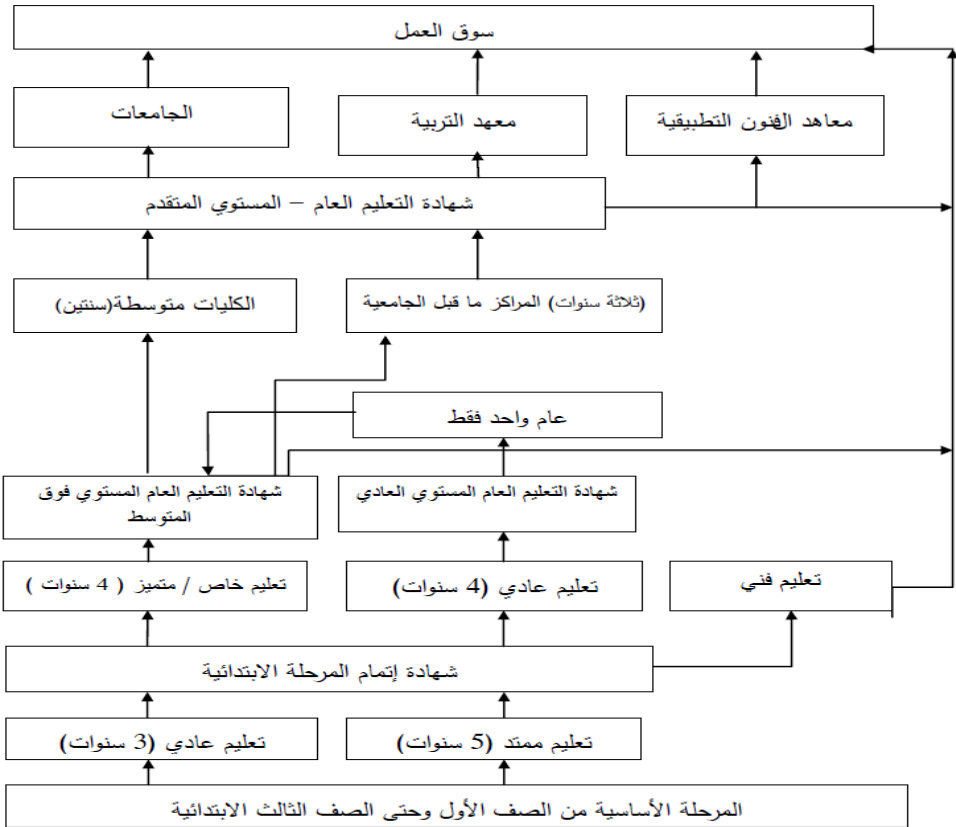 سوق العمل
الجامعات
معهد التربية
معاهد الفنون التطبيقية
شهادة التعليم العام – المستوي المتقدم
الكليات متوسطة(سنتين)
(ثلاثة سنوات) المراكز ما قبل الجامعية
عام واحد فقط
شهادة التعليم العام المستوي فوق
المتوسط
شهادة التعليم العام المستوي العادي
تعليم خاص / متميز ( 4 سنوات )
تعليم عادي (4 سنوات)
تعليم فني
شهادة إتمام المرحلة الابتدائية
تعليم عادي (3 سنوات)
تعليم ممتد (5 سنوات)
المرحلة الأساسية من الصف الأول وحتى الصف الثالث الابتدائية